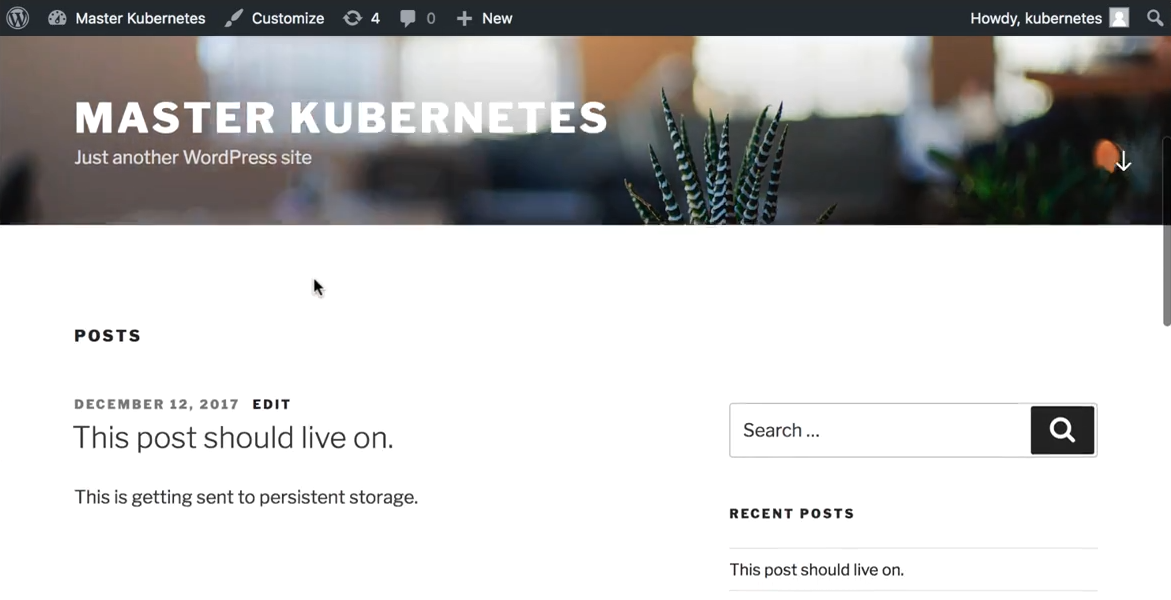 Master Kubernetes Customize 4 0 New Howdy, kubernetes
MASTER KUBERNETES
Just another WordPress site
POSTS
DECEMBER 12, 2017 EDIT
This post should live on.
This is getting sent to persistent storage.
Search ...
RECENT POSTS
This post should live on.